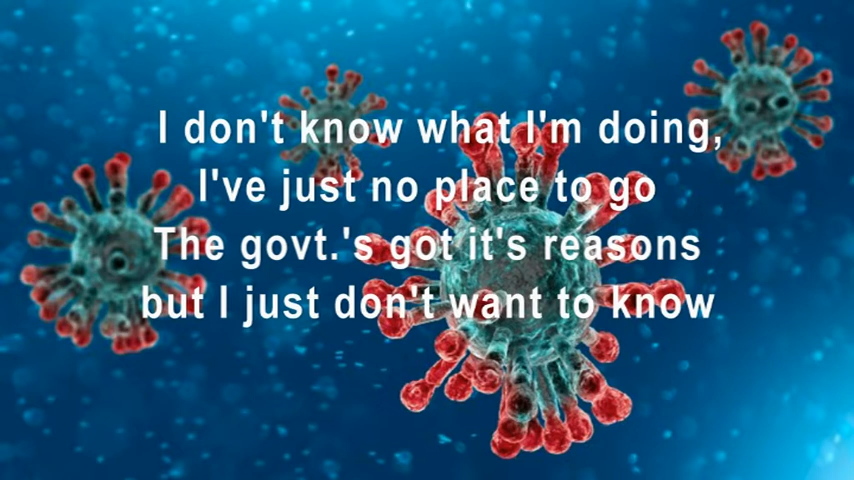 I don't know what I'm doing,
I've just no place to go
The govt.'s got it's reasons
but I just don't want to know